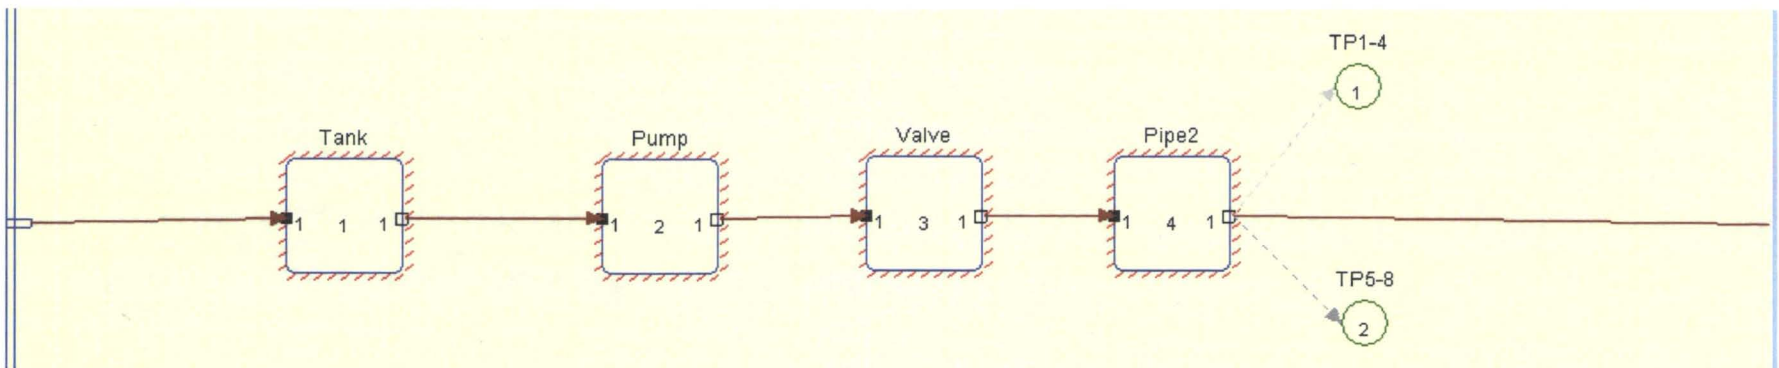 TP1-4
1
Tank
Pump
Valve
Pipe2
1 1 1
1 2 1
1 3 1
1 4 1
TP5-8
2